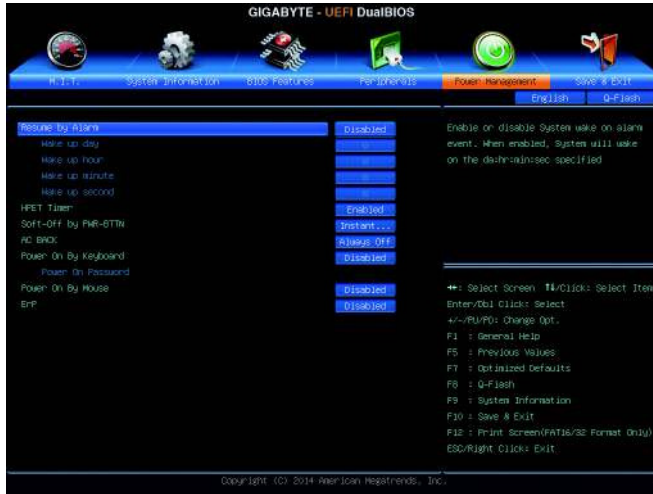 GIGABYTE - UEFI DualBIOS
M.I.T.
System Information
BIOS Features
Peripherals
Power Management
Save & Exit
English
Q-Flash
Resume by Alarm
Disabled
Wake up day
Wake up hour
Wake up minute
Wake up second
HPET Timer
Enabled
Soft-Off by PWR-BTTN
Instant...
AC BACK
Always Off
Power On By Keyboard
Disabled
Power On Password
Power On By Mouse
Disabled
ErP
Disabled
Enable or disable System wake on alarm
event. When enabled, System will wake
on the da:hr:min:sec specified
↔: Select Screen ↑↓/Click: Select Item
Enter/Dbl Click: Select
+/-/PU/PD: Change Opt.
F1 : General Help
F5 : Previous Values
F7 : Optimized Defaults
F8 : Q-Flash
F9 : System Information
F10 : Save & Exit
F12 : Print Screen(FAT16/32 Format Only)
ESC/Right Click: Exit
Copyright (C) 2014 American Megatrends, Inc.